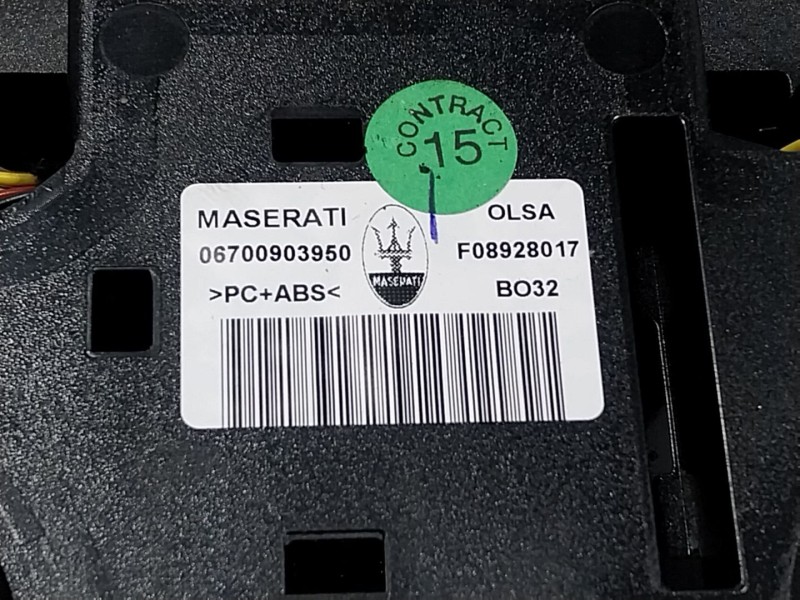 CONTRACT
15
MASERATI OLSA
06700903950 F08928017
MASERATI
>PC+ABS< BO32